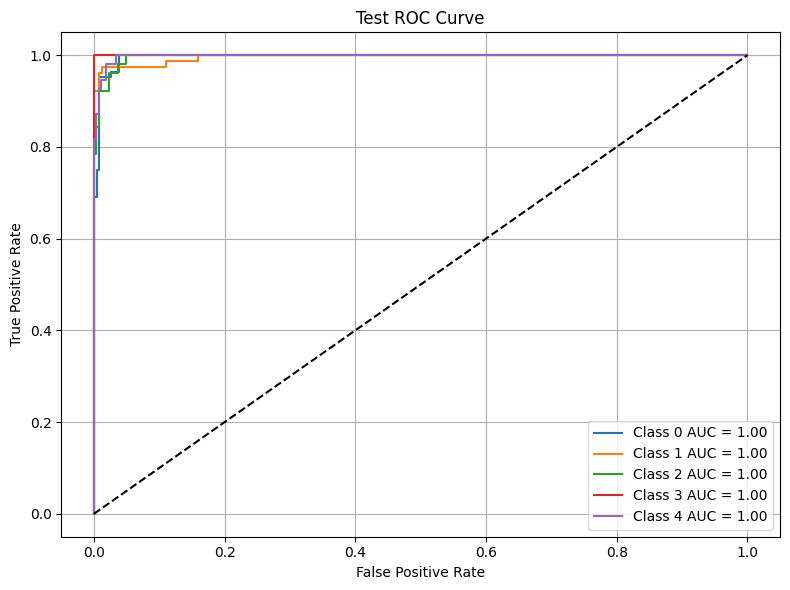 Test ROC Curve
True Positive Rate
1.0
0.8
0.6
0.4
0.2
0.0
0.0 0.2 0.4 0.6 0.8 1.0
False Positive Rate
Class 0 AUC = 1.00
Class 1 AUC = 1.00
Class 2 AUC = 1.00
Class 3 AUC = 1.00
Class 4 AUC = 1.00